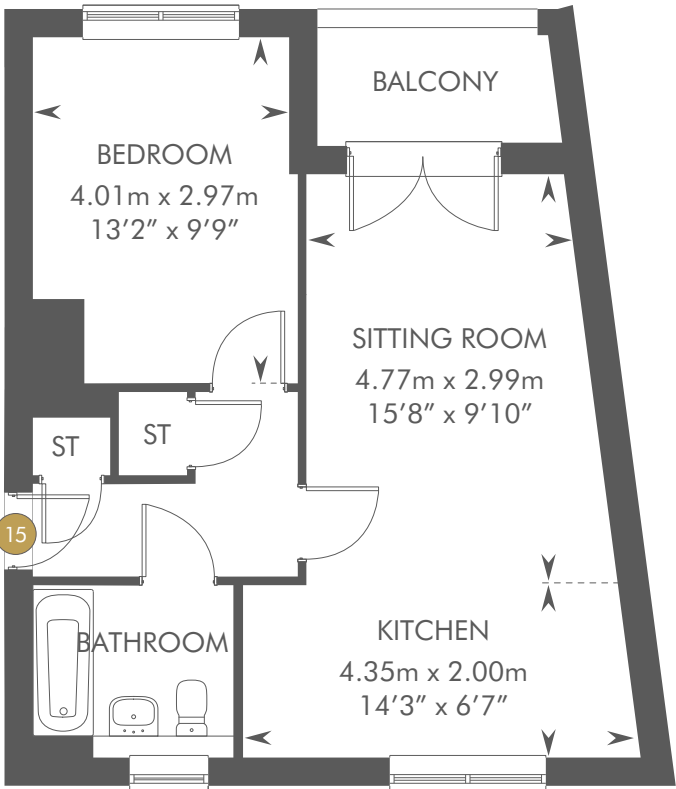 BALCONY
BEDROOM
4.01m x 2.97m
13’2” x 9’9”
SITTING ROOM
4.77m x 2.99m
15’8” x 9’10”
ST
ST
15
BATHROOM
KITCHEN
4.35m x 2.00m
14’3” x 6’7”